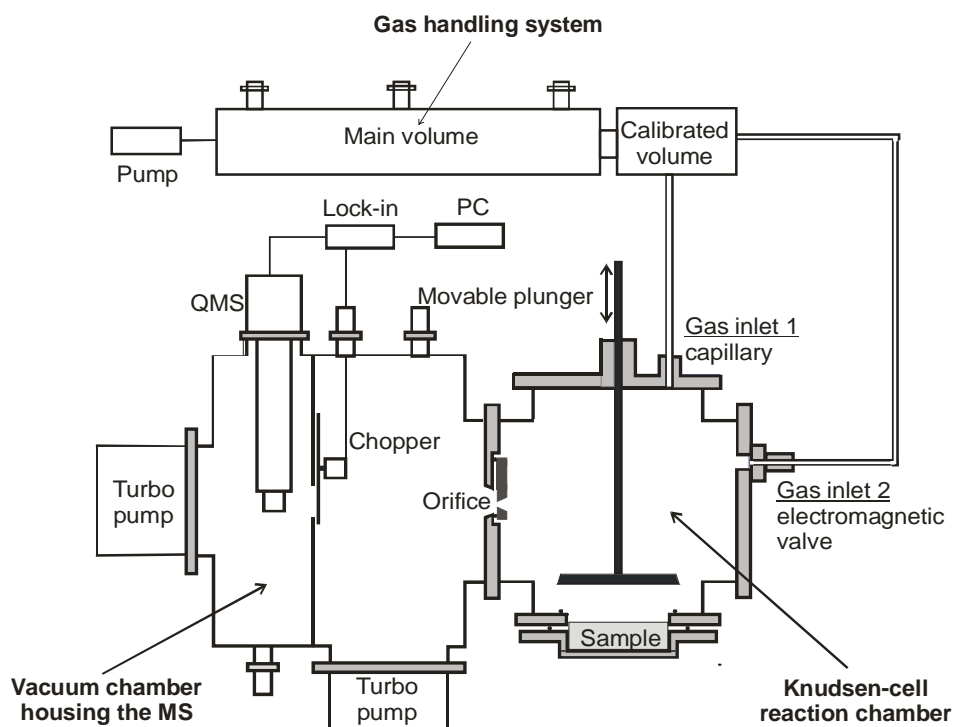 Gas handling system
Main volume
Calibrated
volume
Pump
Lock-in
PC
QMS
Movable plunger
Gas inlet 1
capillary
Chopper
Turbo
pump
Orifice
Gas inlet 2
electromagnetic
valve
Sample
Vacuum chamber
housing the MS
Turbo
pump
Knudsen-cell
reaction chamber